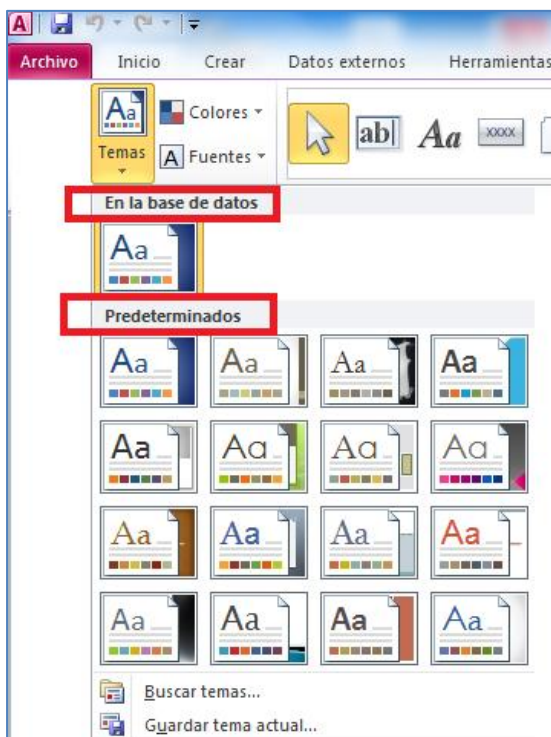 A
Archivo Inicio Crear Datos externos Herramientas
Aa Colores
Temas A Fuentes ab Aa XXXX
En la base de datos
Aa
Predeterminados
Aa Aa Aa Aa
Aa Aa Aa Aa
Aa Aa Aa Aa
Aa Aa Aa Aa
Buscar temas...
Guardar tema actual...